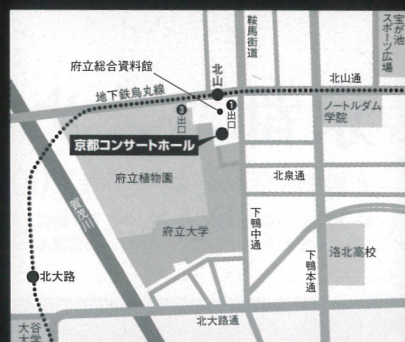 鞍馬街道
宝が池
スポーツ広場
府立総合資料館
北山
北山通
地下鉄烏丸線
❸出口
❶出口
ノートルダム
学院
京都コンサートホール
府立植物園
北泉通
賀茂川
府立大学
下鴨中通
下鴨本通
洛北高校
北大路
北大路通
大谷
大学